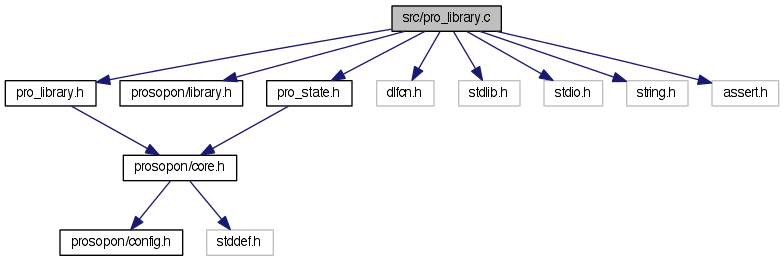 src/pro_library.c
pro_library.h
prosopon/library.h
pro_state.h
dlfcn.h
stdlib.h
stdio.h
string.h
assert.h
prosopon/core.h
prosopon/config.h
stddef.h